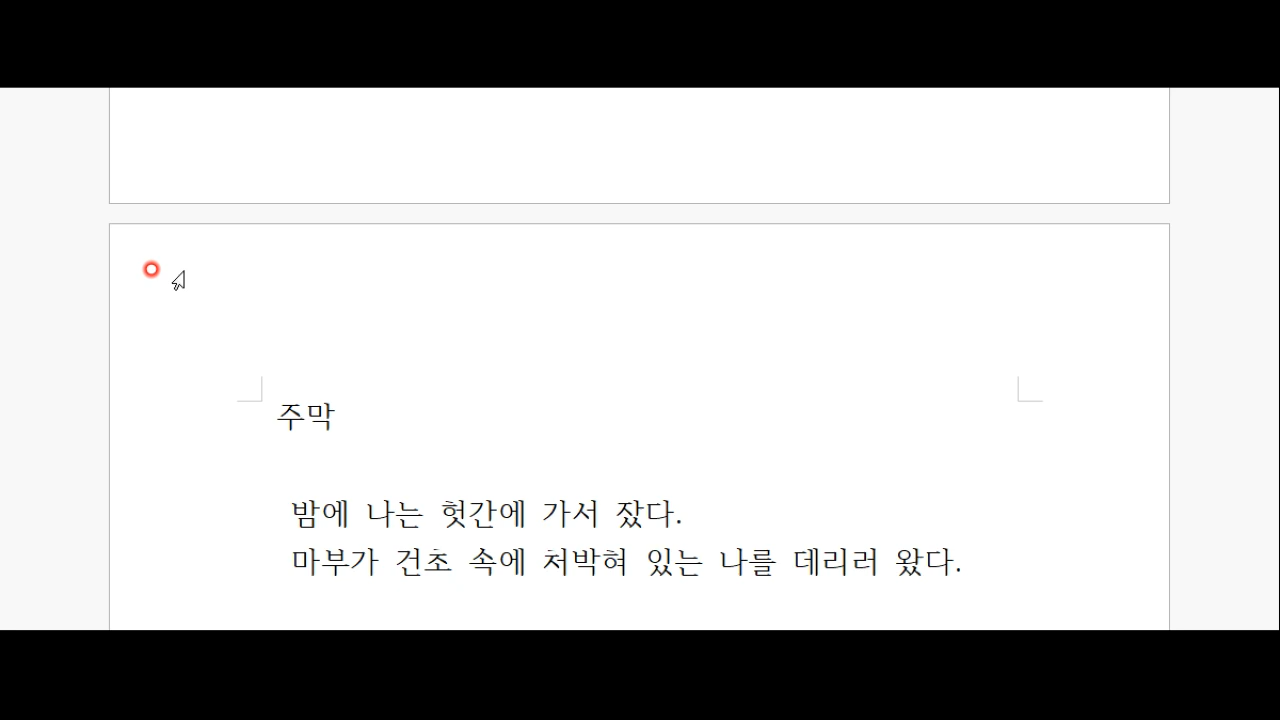 주막
밤에 나는 헛간에 가서 잤다.
마부가 건초 속에 처박혀 있는 나를 데리러 왔다.